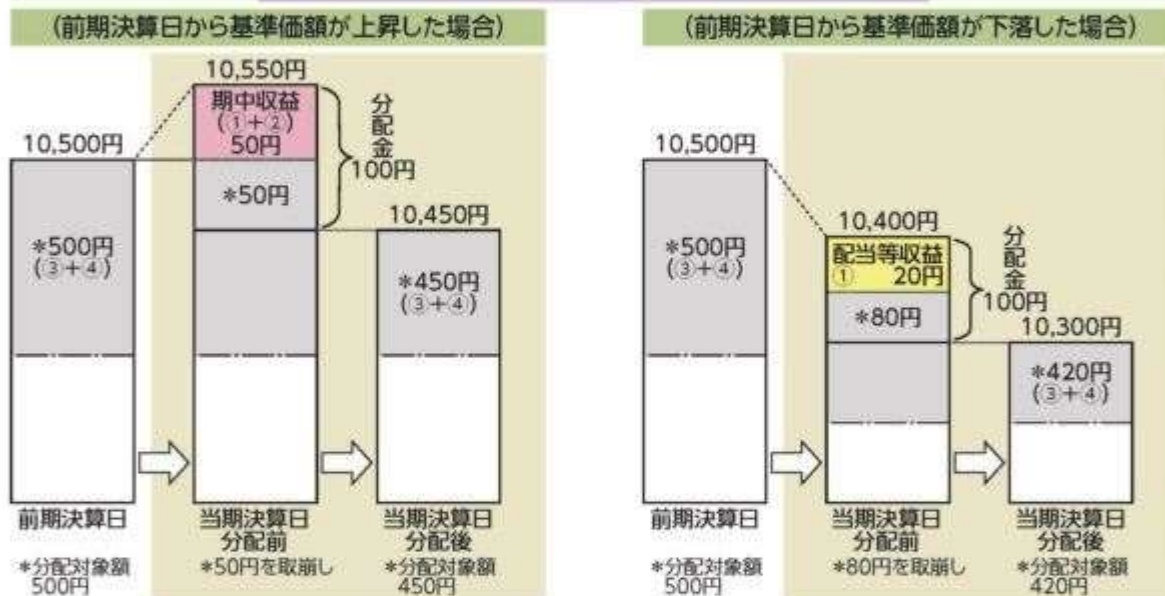 (前期決算日から基準価額が上昇した場合)
10,550円
期中収益
(①+②)
50円
分配金
100円
10,500円
*50円
*500円
(③+④)
10,450円
*450円
(③+④)
前期決算日
当期決算日
分配前
当期決算日
分配後
*分配対象額
500円
*50円を取崩し
*分配対象額
450円
(前期決算日から基準価額が下落した場合)
10,500円
*500円
(③+④)
10,400円
配当等収益
① 20円
分配金
100円
*80円
10,300円
*420円
(③+④)
前期決算日
当期決算日
分配前
当期決算日
分配後
*分配対象額
500円
*80円を取崩し
*分配対象額
420円